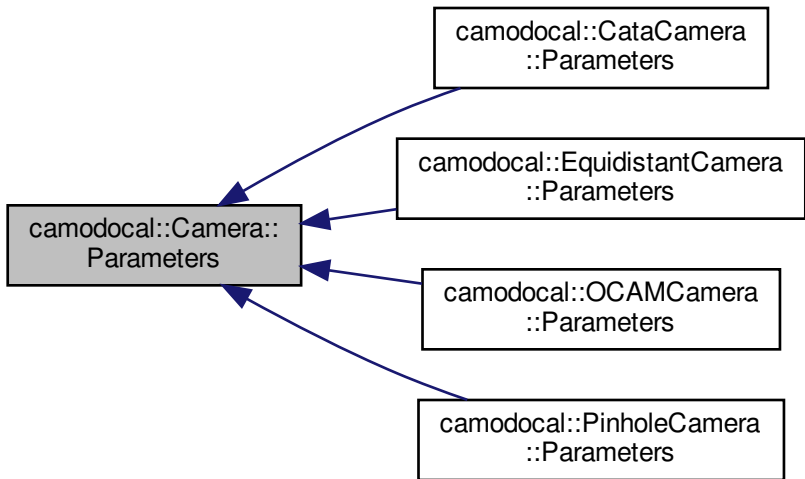 camodocal::CataCamera
::Parameters
camodocal::EquidistantCamera
::Parameters
camodocal::Camera::
Parameters
camodocal::OCAMCamera
::Parameters
camodocal::PinholeCamera
::Parameters